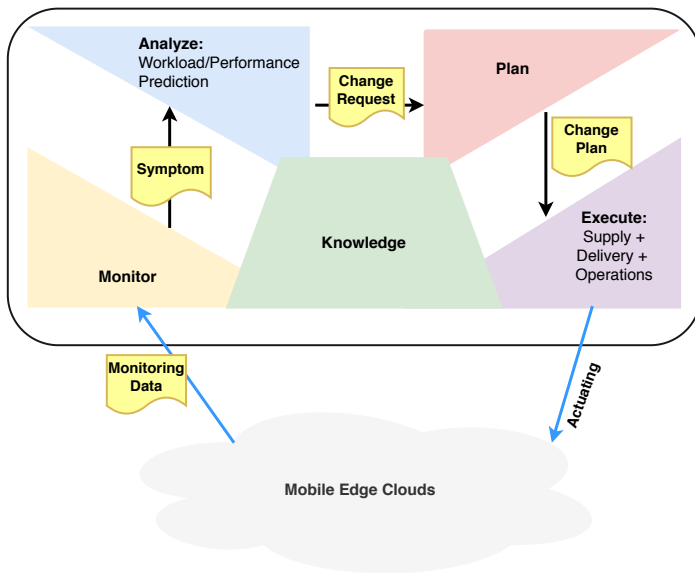 Analyze:
Workload/Performance
Prediction
Change
Request
Plan
Change
Plan
Symptom
Monitor
Knowledge
Execute:
Supply +
Delivery +
Operations
Monitoring
Data
Actuating
Mobile Edge Clouds